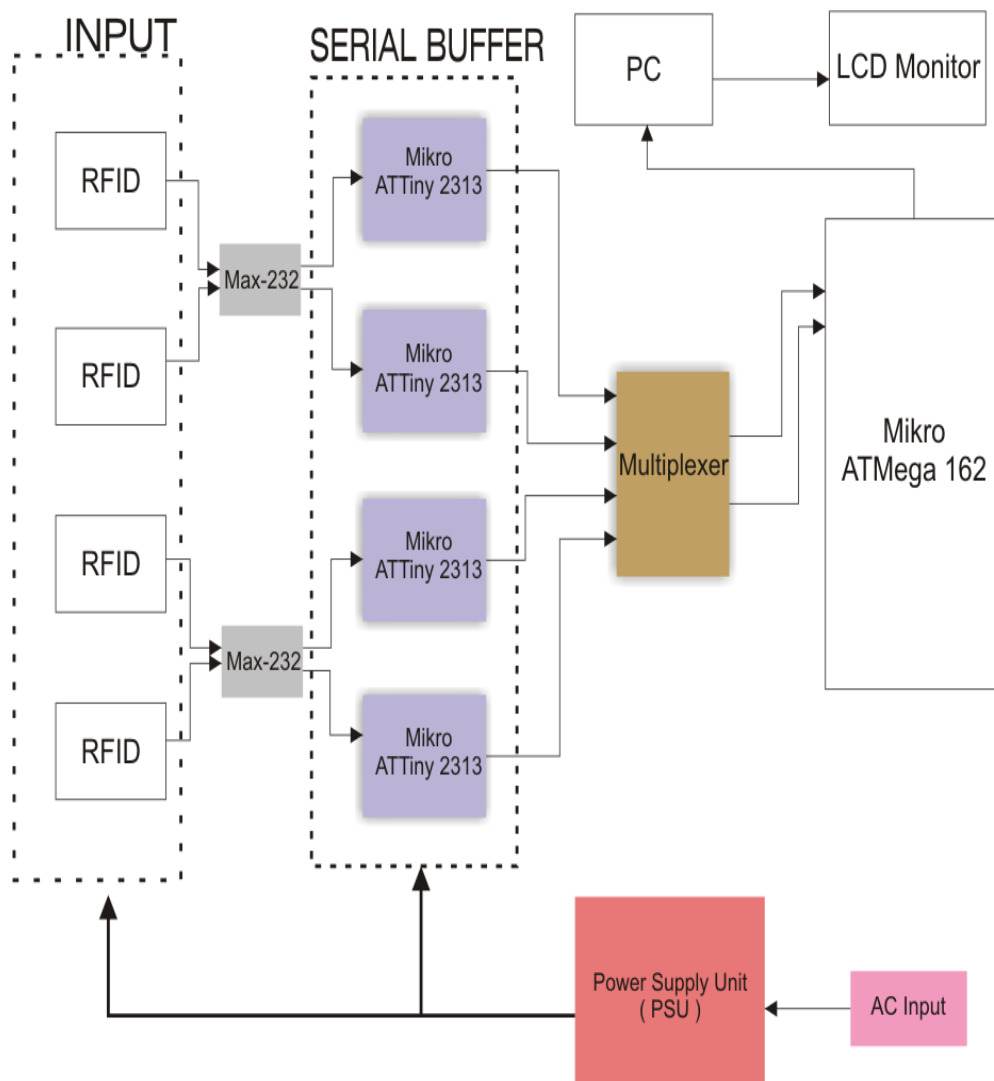 INPUT
SERIAL BUFFER
PC
LCD Monitor
RFID
RFID
RFID
RFID
Max-232
Max-232
Mikro
ATTiny 2313
Mikro
ATTiny 2313
Mikro
ATTiny 2313
Mikro
ATTiny 2313
Multiplexer
Mikro
ATMega 162
Power Supply Unit
( PSU )
AC Input